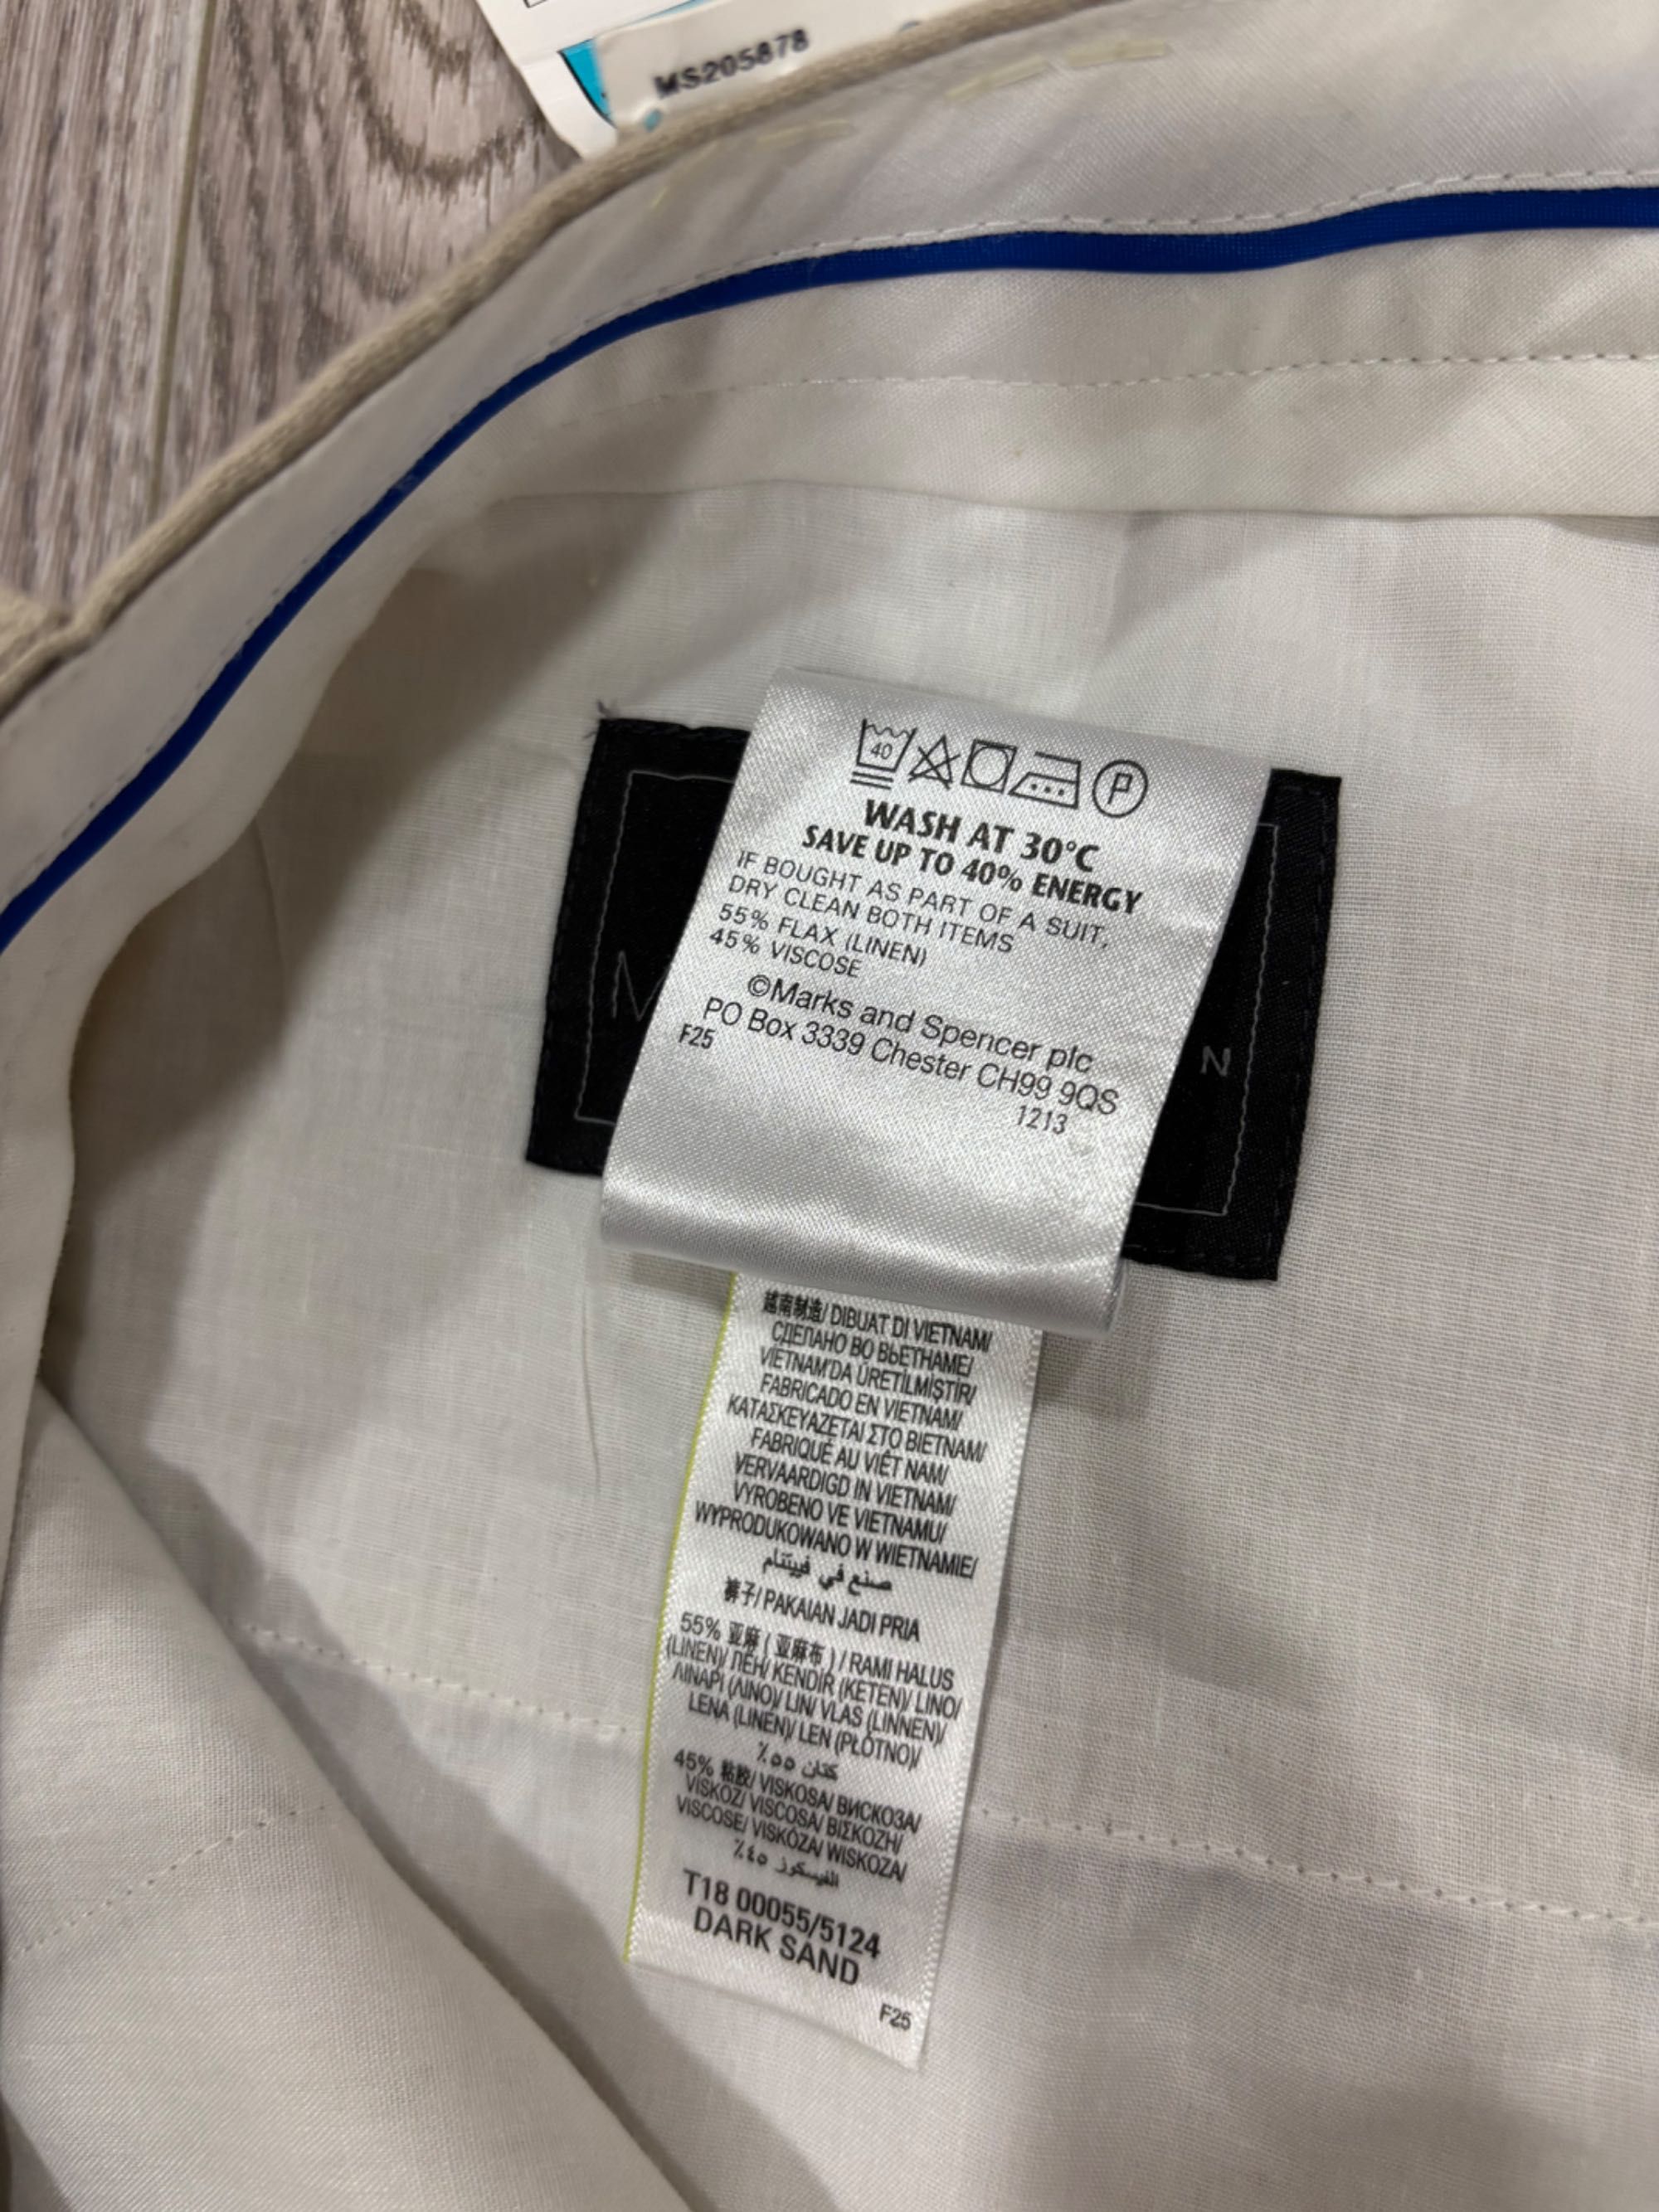 MS205878
M
N
40
P
WASH AT 30°C
SAVE UP TO 40% ENERGY
IF BOUGHT AS PART OF A SUIT,
DRY CLEAN BOTH ITEMS
55% FLAX (LINEN)
45% VISCOSE
©Marks and Spencer plc
PO Box 3339 Chester CH99 9QS
F25
1213
越南制造/ DIBUAT DI VIETNAM/
СДЕПАНО ВО ВЬЕТНАМЕ/
VIETNAM'DA ÜRETİLMİŞTİR/
FABRICADO EN VIETNAM/
ΚΑΤΑΣΚΕΥΑΖΕΤΑΙ ΣΤΟ ΒΙΕΤΝΑΜ/
FABRIQUÉ AU VIÊT NAM/
VERVAARDIGD IN VIETNAM/
VYROBENO VE VIETNAMU/
WYPRODUKOWANO W WIETNAMIE/
صنع في فييتنام
裤子/ PAKAIAN JADI PRIA
55% 亚麻 ( 亚麻布 ) / RAMI HALUS
(LINEN)/ ЛЁН/ KENDİR (KETEN)/ LINO/
ΛΙΝΑΡΙ (ΛΙΝΟ)/ LIN/ VLAS (LINNEN)/
LENA (LINEN)/ LEN (PŁÓTNO)/
كتان ٥٥٪
45% 粘胶/ VISKOSA/ ВИСКОЗА/
VİSKOZ/ VISCOSA/ ΒΙΣΚΟΖΗ/
VISCOSE/ VISKÓZA/ WISKOZA/
الفيسكوز ٤٥٪
T18 00055/5124
DARK SAND
F25